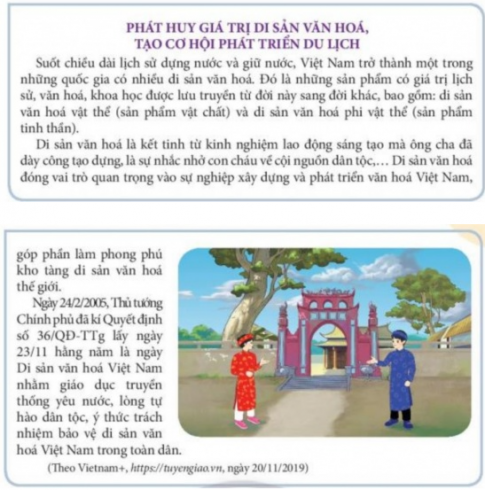 PHÁT HUY GIÁ TRỊ DI SẢN VĂN HOÁ,
TẠO CƠ HỘI PHÁT TRIỂN DU LỊCH
Suốt chiều dài lịch sử dựng nước và giữ nước, Việt Nam trở thành một trong
những quốc gia có nhiều di sản văn hoá. Đó là những sản phẩm có giá trị lịch
sử, văn hoá, khoa học được lưu truyền từ đời này sang đời khác, bao gồm: di sản
văn hoá vật thể (sản phẩm vật chất) và di sản văn hoá phi vật thể (sản phẩm
tinh thần).
Di sản văn hoá là kết tinh từ kinh nghiệm lao động sáng tạo mà ông cha đã
dày công tạo dựng, là sự nhắc nhở con cháu về cội nguồn dân tộc,... Di sản văn hoá
đóng vai trò quan trọng vào sự nghiệp xây dựng và phát triển văn hoá Việt Nam,
góp phần làm phong phú
kho tàng di sản văn hoá
thế giới.
Ngày 24/2/2005, Thủ tướng
Chính phủ đã kí Quyết định
số 36/QĐ-TTg lấy ngày
23/11 hằng năm là ngày
Di sản văn hoá Việt Nam
nhằm giáo dục truyền
thống yêu nước, lòng tự
hào dân tộc, ý thức trách
nhiệm bảo vệ di sản văn
hoá Việt Nam trong toàn dân.
(Theo Vietnam+, https://tuyengiao.vn, ngày 20/11/2019)